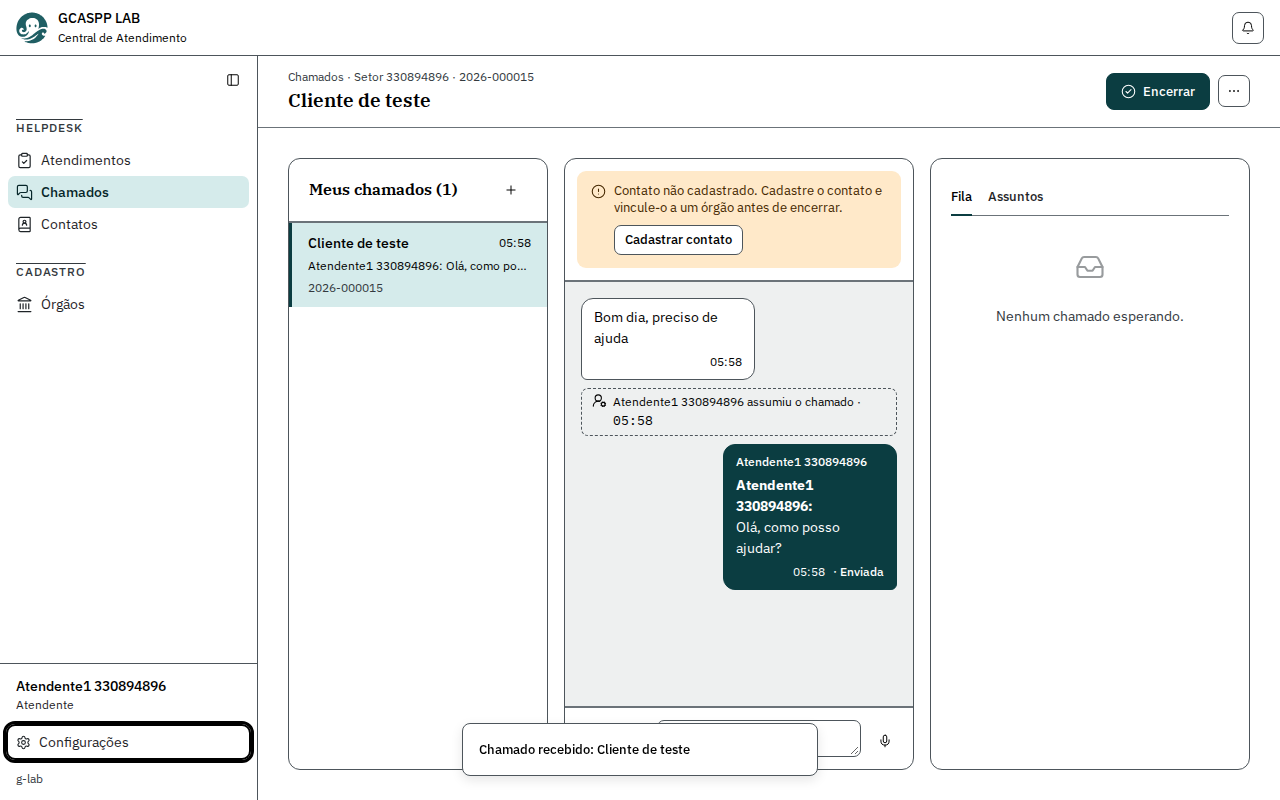 GCASPP LAB
Central de Atendimento
HELPDESK
Atendimentos
Chamados
Contatos
CADASTRO
Órgãos
Atendente1 330894896
Atendente
Configurações
g-lab
Chamados · Setor 330894896 · 2026-000015
Cliente de teste
Encerrar
Meus chamados (1)
Cliente de teste 05:58
Atendente1 330894896: Olá, como po...
2026-000015
Contato não cadastrado. Cadastre o contato e
vincule-o a um órgão antes de encerrar.
Cadastrar contato
Bom dia, preciso de
ajuda
05:58
Atendente1 330894896 assumiu o chamado ·
05:58
Atendente1 330894896
Atendente1
330894896:
Olá, como posso
ajudar?
05:58 · Enviada
Chamado recebido: Cliente de teste
Fila Assuntos
Nenhum chamado esperando.